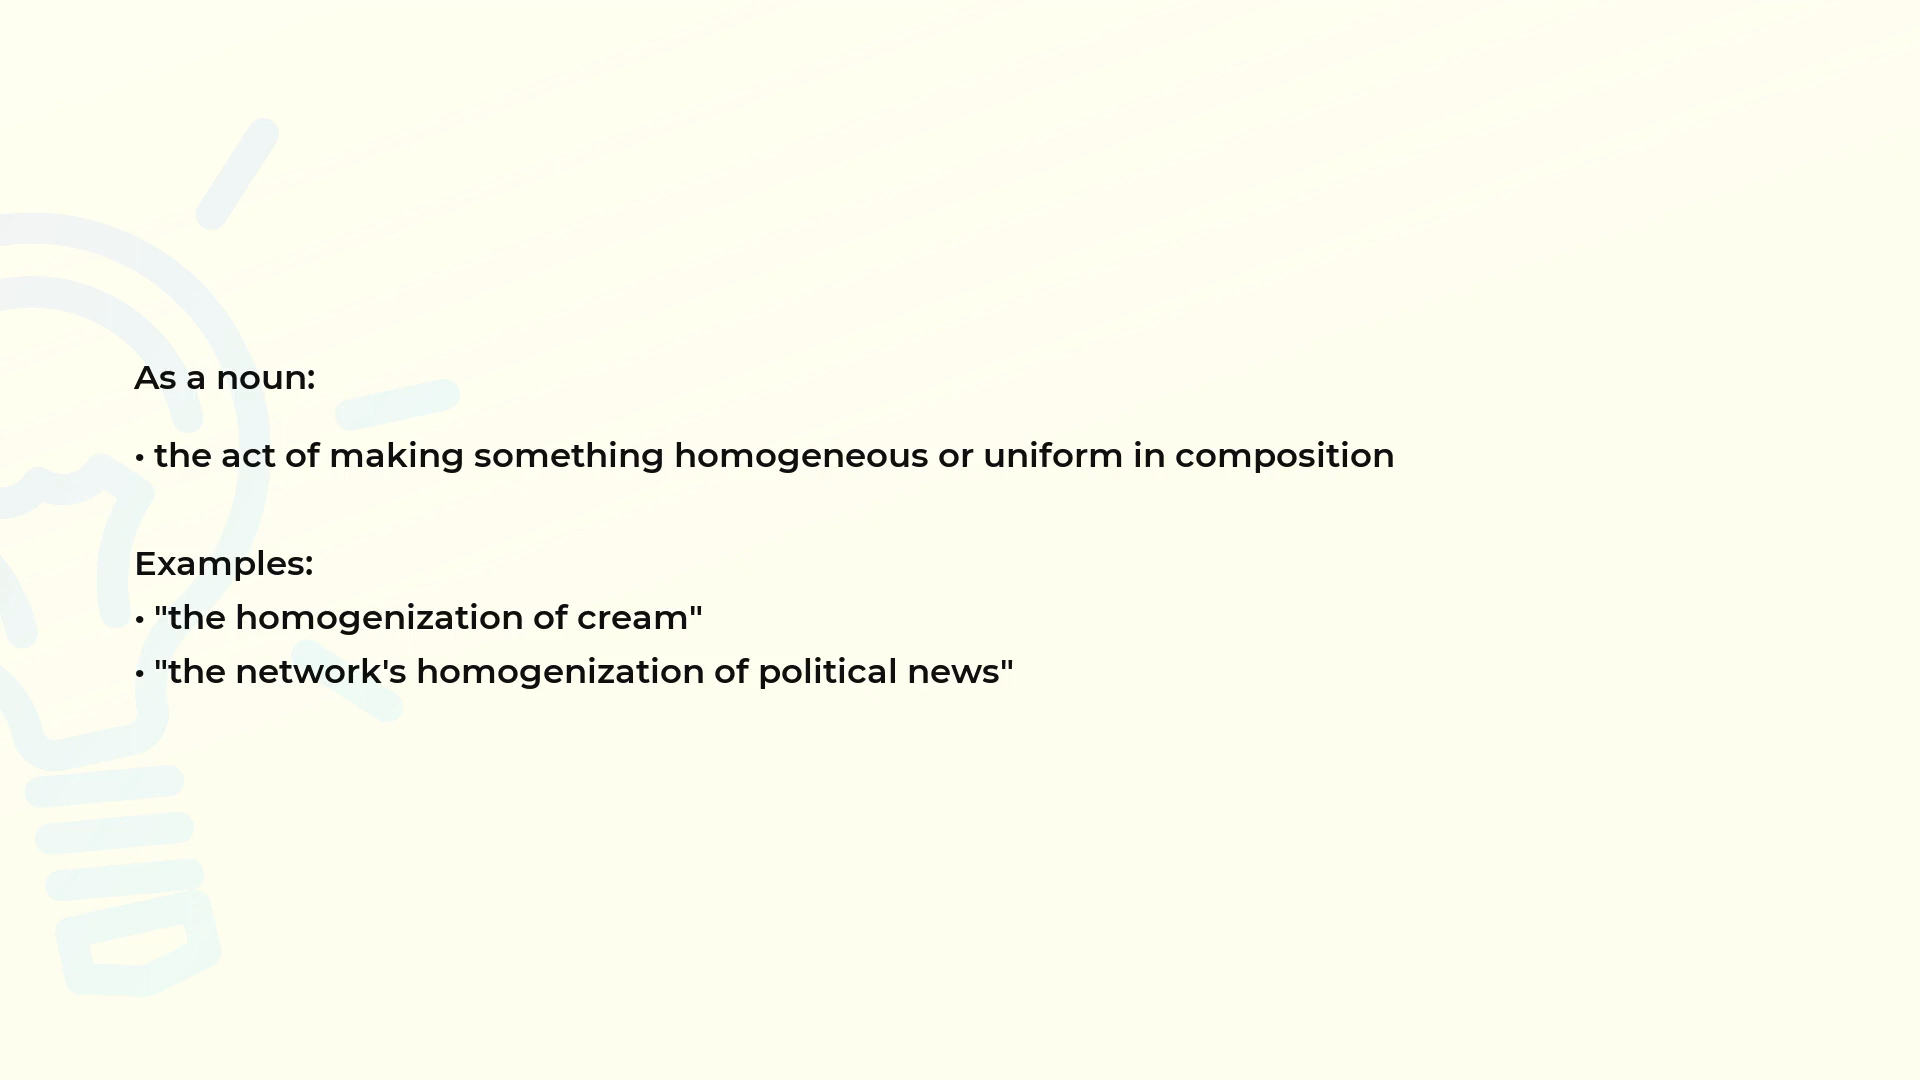 As a noun:
• the act of making something homogeneous or uniform in composition
Examples:
• "the homogenization of cream"
• "the network's homogenization of political news"